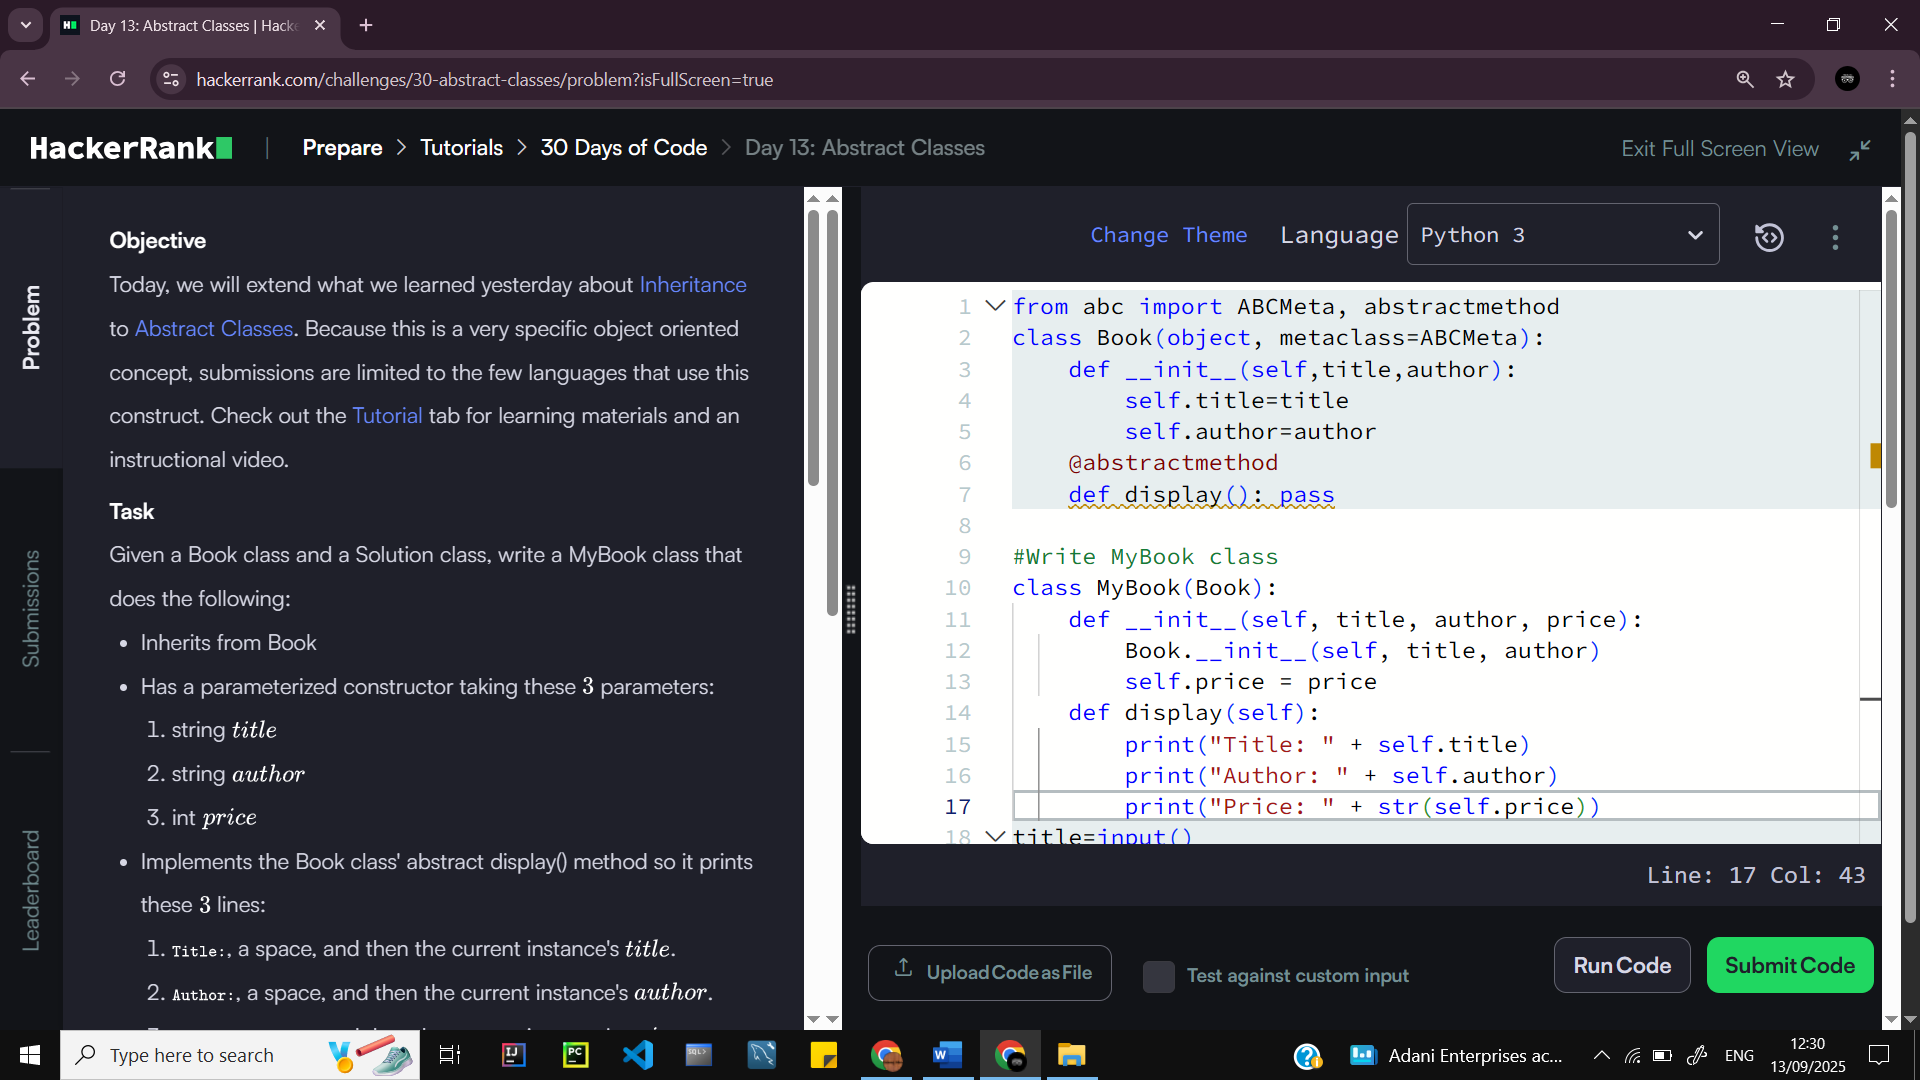 Day 13: Abstract Classes | Hacke
hackerrank.com/challenges/30-abstract-classes/problem?isFullScreen=true
HackerRank
Prepare > Tutorials > 30 Days of Code > Day 13: Abstract Classes
Exit Full Screen View
Problem
Submissions
Leaderboard
Objective
Today, we will extend what we learned yesterday about Inheritance
to Abstract Classes. Because this is a very specific object oriented
concept, submissions are limited to the few languages that use this
construct. Check out the Tutorial tab for learning materials and an
instructional video.
Task
Given a Book class and a Solution class, write a MyBook class that
does the following:
• Inherits from Book
• Has a parameterized constructor taking these 3 parameters:
1. string title
2. string author
3. int price
• Implements the Book class' abstract display() method so it prints
these 3 lines:
1. Title:, a space, and then the current instance's title.
2. Author:, a space, and then the current instance's author.
Change Theme Language Python 3
1 from abc import ABCMeta, abstractmethod
2 class Book(object, metaclass=ABCMeta):
3 def __init__(self,title,author):
4 self.title=title
5 self.author=author
6 @abstractmethod
7 def display(): pass
8
9 #Write MyBook class
10 class MyBook(Book):
11 def __init__(self, title, author, price):
12 Book.__init__(self, title, author)
13 self.price = price
14 def display(self):
15 print("Title: " + self.title)
16 print("Author: " + self.author)
17 print("Price: " + str(self.price))
18 title=input()
Line: 17 Col: 43
Upload Code as File
Test against custom input
Run Code
Submit Code
Type here to search
Adani Enterprises ac...
ENG
12:30
13/09/2025